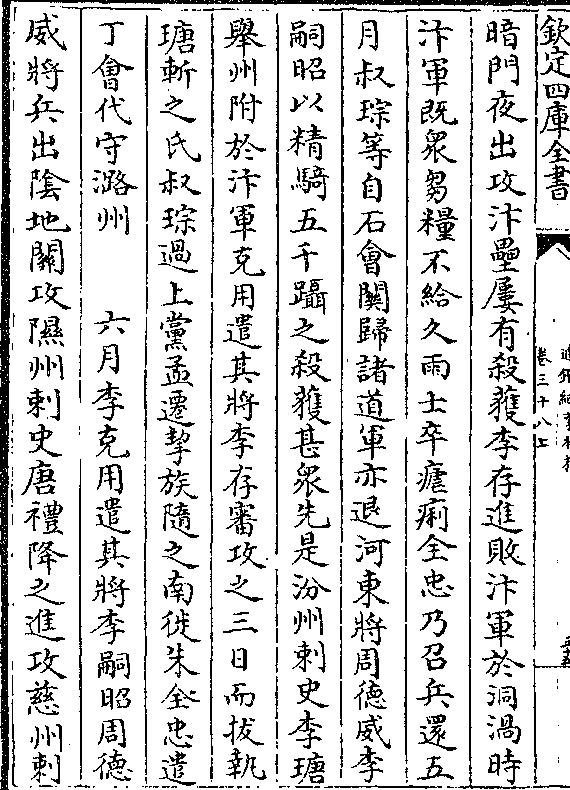 欽定四庫全書
卷三十八上
暗門夜出攻汴壘屢有殺獲李存進敗汴軍於洞渦時
汴軍既衆芻糧不給久雨士卒瘧痢全忠乃召兵還五
月叔琮等自石會關歸諸道軍亦退河東將周德威李
嗣昭以精騎五千躡之殺獲甚衆先是汾州刺史李瑭
舉州附於汴軍克用遣其將李存審攻之三日而拔執
瑭斬之氏叔琮過上黨孟遷挈族隨之南徙朱全忠遣
丁會代守潞州　六月李克用遣其將李嗣昭周德
威將兵出陰地關攻隰州刺史唐禮降之進攻慈州刺